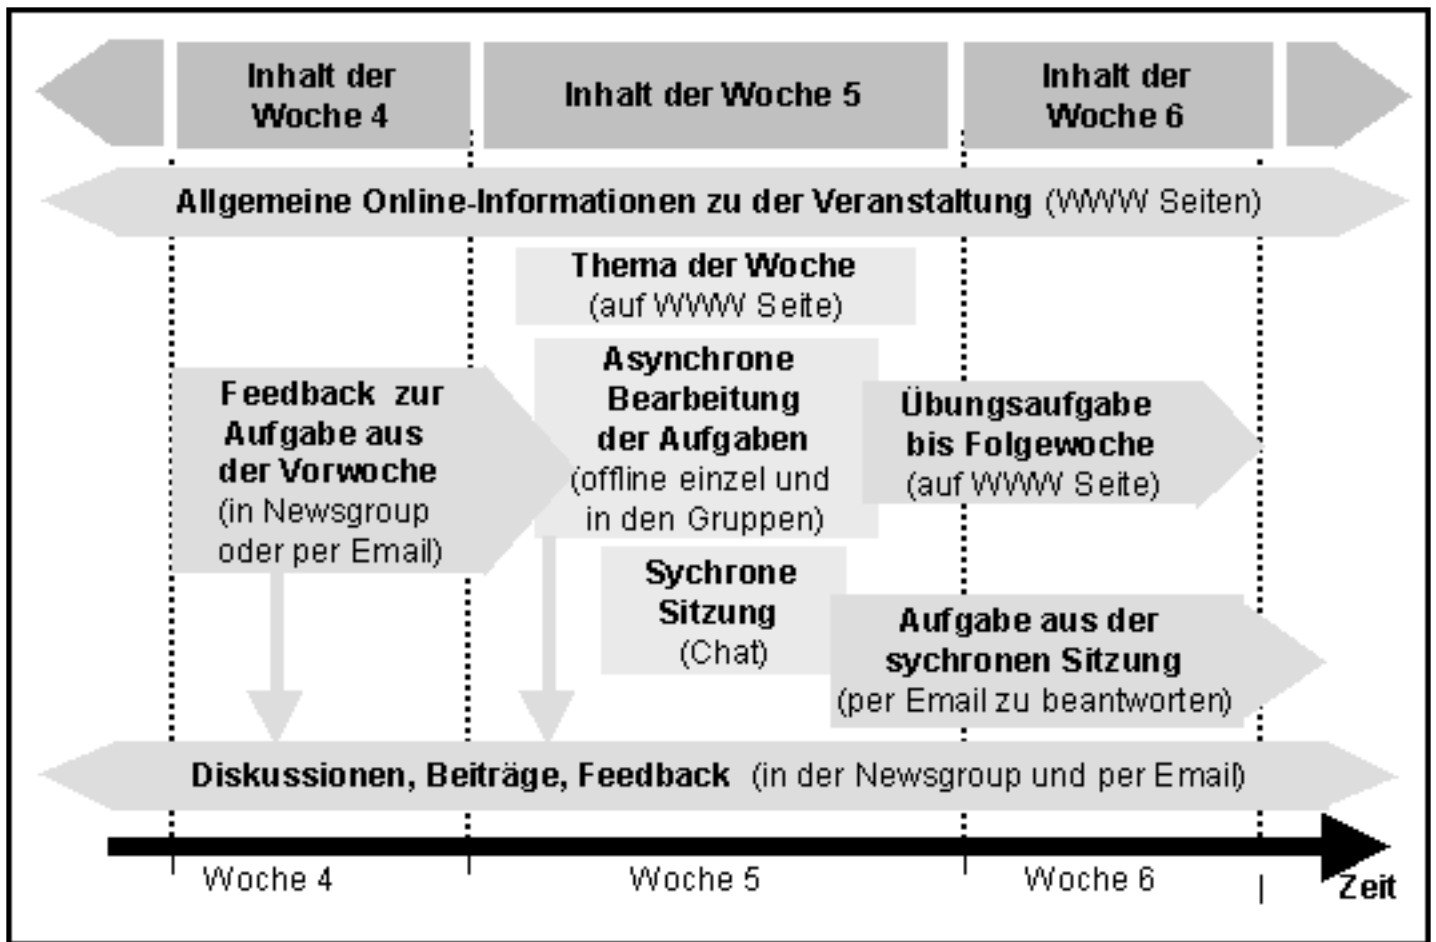 Inhalt der
Woche 4
Inhalt der Woche 5
Inhalt der
Woche 6
Allgemeine Online-Informationen zu der Veranstaltung (WWW Seiten)
Thema der Woche
(auf WWW Seite)
Feedback zur
Aufgabe aus
der Vorwoche
(in Newsgroup
oder per Email)
Asynchrone
Bearbeitung
der Aufgaben
(offline einzel und
in den Gruppen)
Übungsaufgabe
bis Folgewoche
(auf WWW Seite)
Sychrone
Sitzung
(Chat)
Aufgabe aus der
sychronen Sitzung
(per Email zu beantworten)
Diskussionen, Beiträge, Feedback (in der Newsgroup und per Email)
Woche 4
Woche 5
Woche 6
Zeit